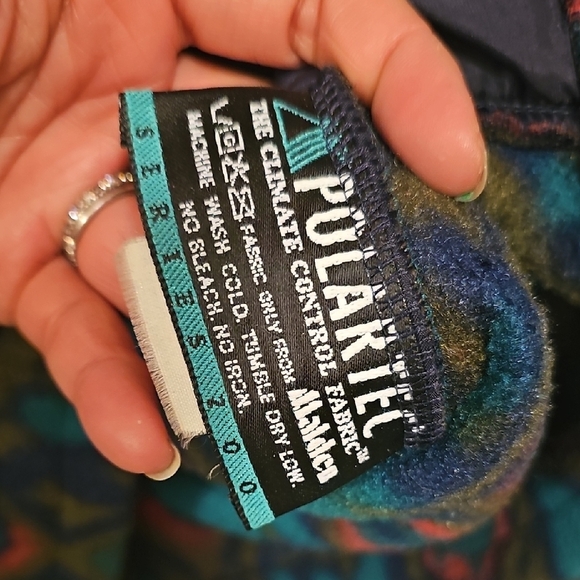 POLARTEC™
THE CLIMATE CONTROL FABRIC™
FABRIC ONLY FROM Malden
MACHINE WASH COLD. TUMBLE DRY LOW.
NO BLEACH. NO IRON.
SERIES 200